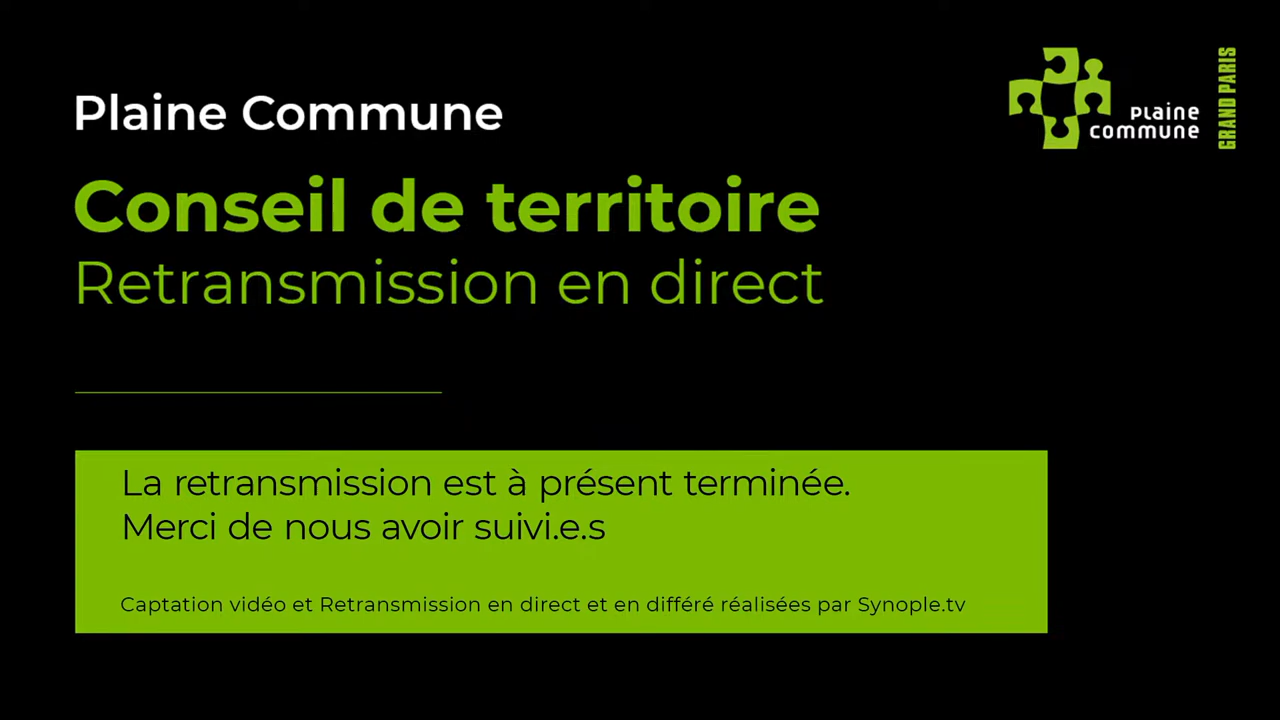 Plaine Commune
Conseil de territoire
Retransmission en direct
plaine
commune
GRAND PARIS
La retransmission est à présent terminée.
Merci de nous avoir suivi.e.s
Captation vidéo et Retransmission en direct et en différé réalisées par Synople.tv